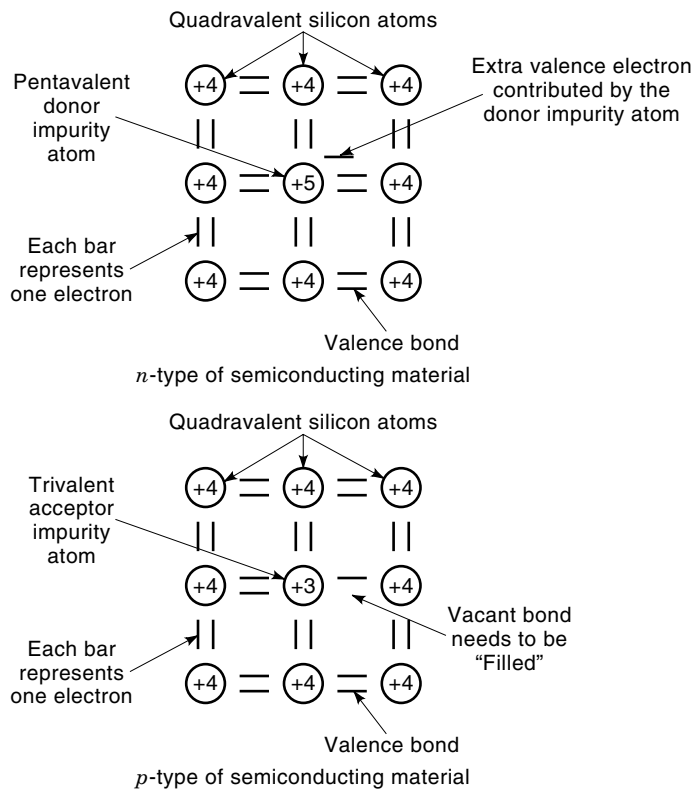 Quadravalent silicon atoms
+4 +4 +4
Pentavalent
donor
impurity
atom
Extra valence electron
contributed by the
donor impurity atom
+4 +5 +4
Each bar
represents
one electron
+4 +4 +4
Valence bond
n-type of semiconducting material
Quadravalent silicon atoms
+4 +4 +4
Trivalent
acceptor
impurity
atom
+4 +3 +4
Vacant bond
needs to be
“Filled”
Each bar
represents
one electron
+4 +4 +4
Valence bond
p-type of semiconducting material